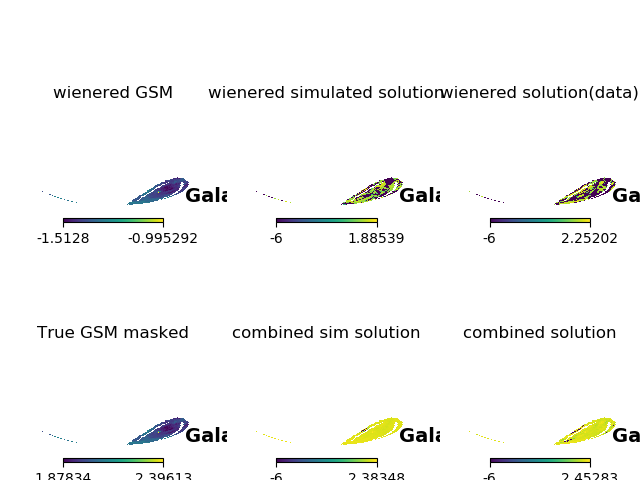 wienered GSM
wienered simulated solution
wienered solution(data)
Gala
Gala
Ga
-1.5128 -0.995292
-6 1.88539
-6 2.25202
True GSM masked
combined sim solution
combined solution
Gala
Gala
Ga
1.87834 2.39613
-6 2.38348
-6 2.45283